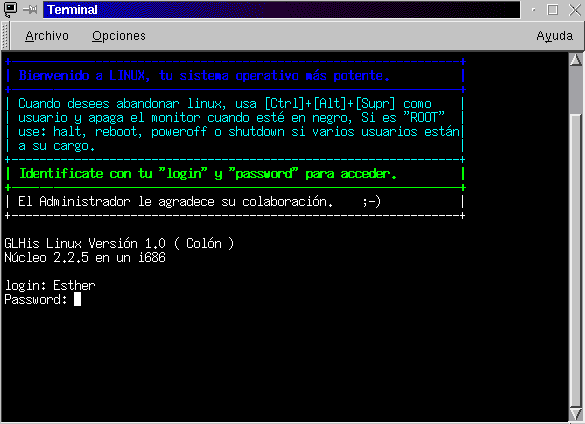 Terminal
Archivo Opciones Ayuda
Bienvenido a LINUX, tu sistema operativo más potente.
Cuando desees abandonar linux, usa [Ctrl]+[Alt]+[Supr] como
usuario y apaga el monitor cuando esté en negro, Si es "ROOT"
use: halt, reboot, poweroff o shutdown si varios usuarios están
a su cargo.
Identificate con tu "login" y "password" para acceder.
El Administrador le agradece su colaboración. ;-)
GLHis Linux Versión 1.0 ( Colón )
Núcleo 2.2.5 en un i686
login: Esther
Password: